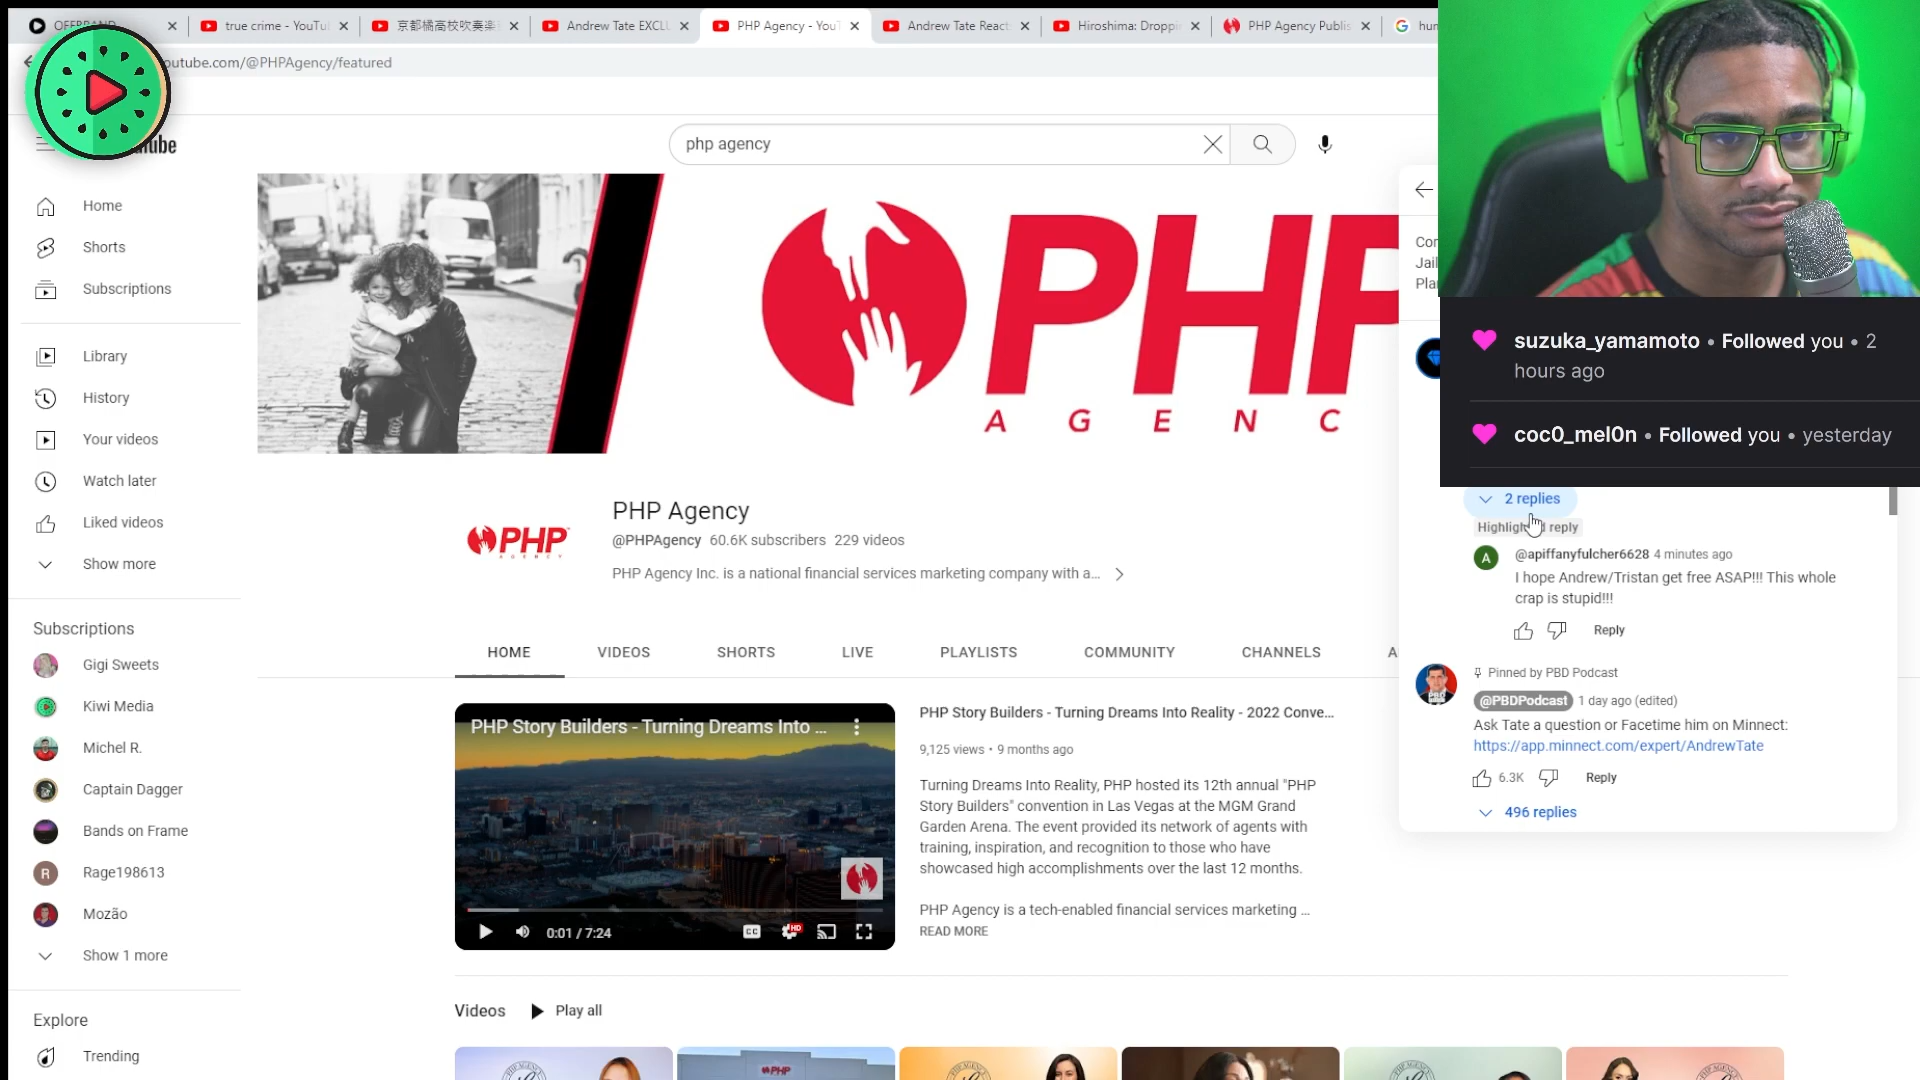 OFFBRAND
true crime - YouTu
京都橘高校吹奏楽
Andrew Tate EXCLU
PHP Agency - YouT
Andrew Tate React
Hiroshima: Droppi
PHP Agency Publis
hun
outube.com/@PHPAgency/featured
php agency
Home
Shorts
Subscriptions
Library
History
Your videos
Watch later
Liked videos
Show more
Subscriptions
Gigi Sweets
Kiwi Media
Michel R.
Captain Dagger
Bands on Frame
R
Rage198613
Mozão
Show 1 more
Explore
Trending
PHP
AGENC
PHP
AGENCY
PHP Agency
@PHPAgency 60.6K subscribers 229 videos
PHP Agency Inc. is a national financial services marketing company with a...
HOME
VIDEOS
SHORTS
LIVE
PLAYLISTS
COMMUNITY
CHANNELS
A
PHP Story Builders - Turning Dreams Into ...
CC
HD
0:01 / 7:24
PHP Story Builders - Turning Dreams Into Reality - 2022 Conve...
9,125 views • 9 months ago
Turning Dreams Into Reality, PHP hosted its 12th annual "PHP
Story Builders" convention in Las Vegas at the MGM Grand
Garden Arena. The event provided its network of agents with
training, inspiration, and recognition to those who have
showcased high accomplishments over the last 12 months.
PHP Agency is a tech-enabled financial services marketing ...
READ MORE
Videos
Play all
PHP
Jail
suzuka_yamamoto • Followed you • 2
hours ago
coc0_mel0n • Followed you • yesterday
2 replies
Highlighted reply
A
@apiffanyfulcher6628 4 minutes ago
I hope Andrew/Tristan get free ASAP!!! This whole
crap is stupid!!!
Reply
Pinned by PBD Podcast
@PBDPodcast 1 day ago (edited)
Ask Tate a question or Facetime him on Minnect:
https://app.minnect.com/expert/AndrewTate
6.3K
Reply
496 replies